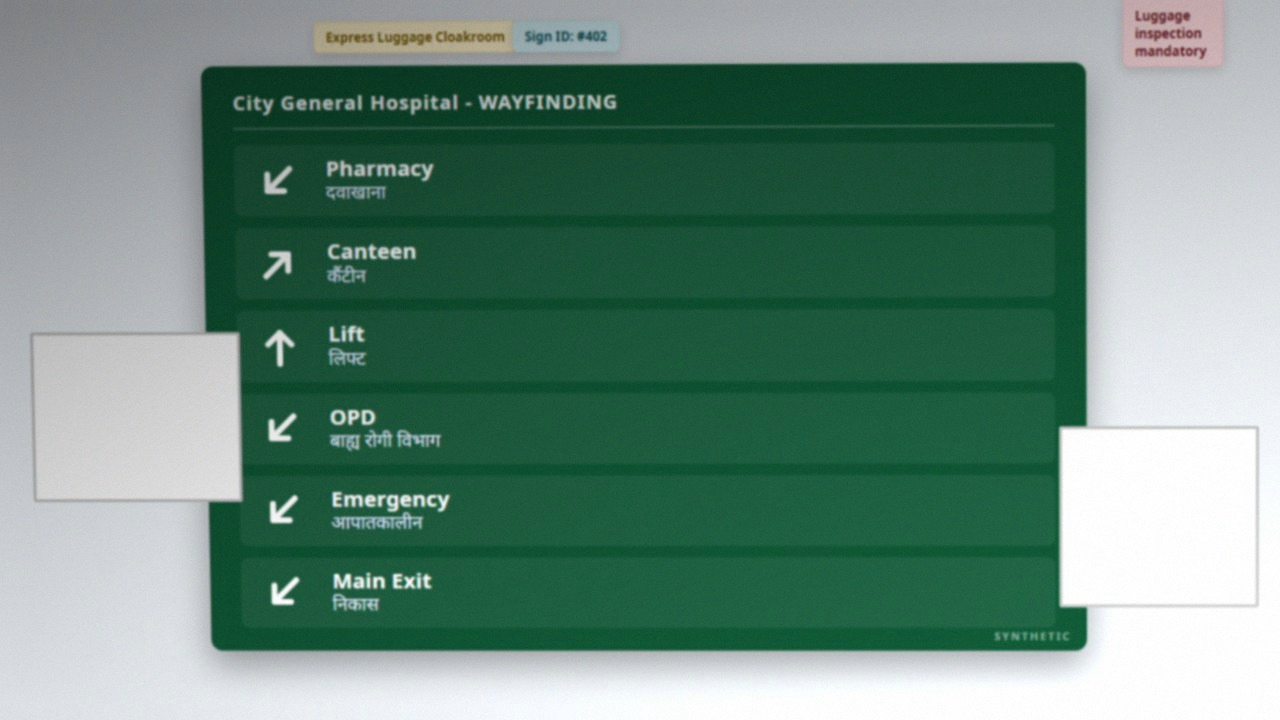 Express Luggage Cloakroom
Sign ID: #402
Luggage
inspection
mandatory
City General Hospital - WAYFINDING
Pharmacy
दवाखाना
Canteen
कैंटीन
Lift
लिफ्ट
OPD
बाह्य रोगी विभाग
Emergency
आपातकालीन
Main Exit
निकास
SYNTHETIC